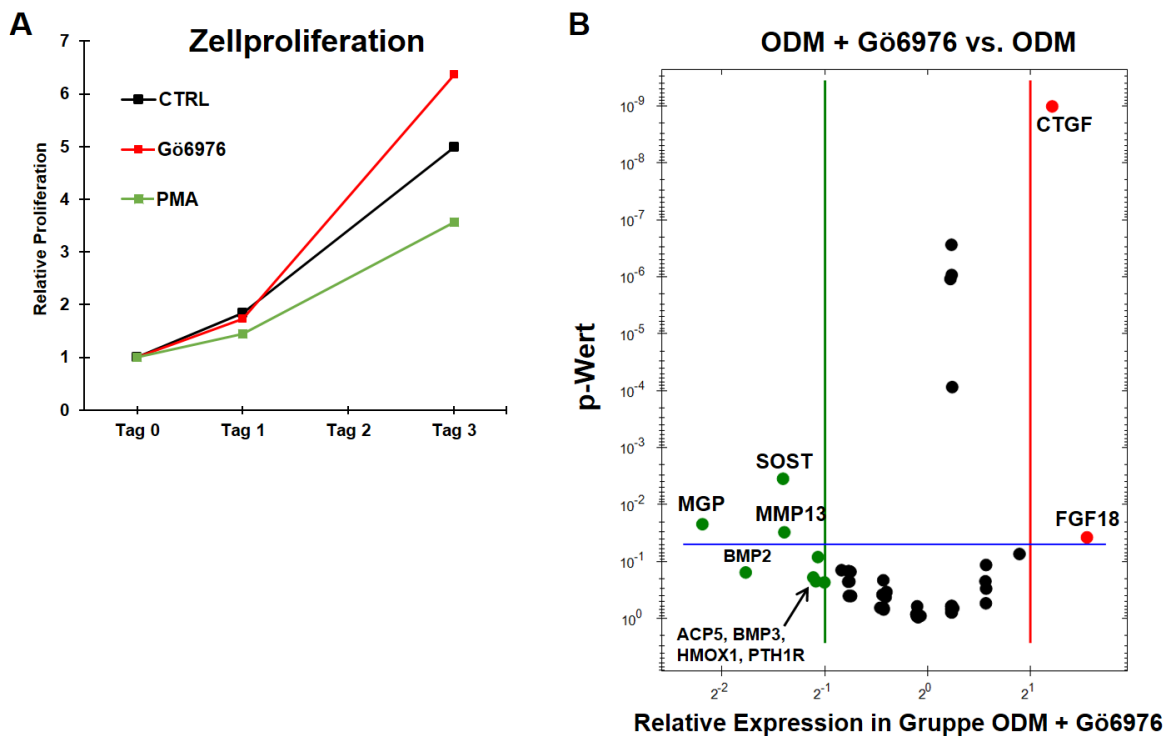 A
Zellproliferation
7
6
5
4
3
2
1
0
Relative Proliferation
CTRL
Gö6976
PMA
Tag 0
Tag 1
Tag 2
Tag 3
B
ODM + Gö6976 vs. ODM
10-9
10-8
10-7
10-6
10-5
10-4
10-3
10-2
10-1
100
p-Wert
CTGF
SOST
MGP
MMP13
FGF18
BMP2
ACP5, BMP3,
HMOX1, PTH1R
2-2
2-1
20
21
Relative Expression in Gruppe ODM + Gö6976